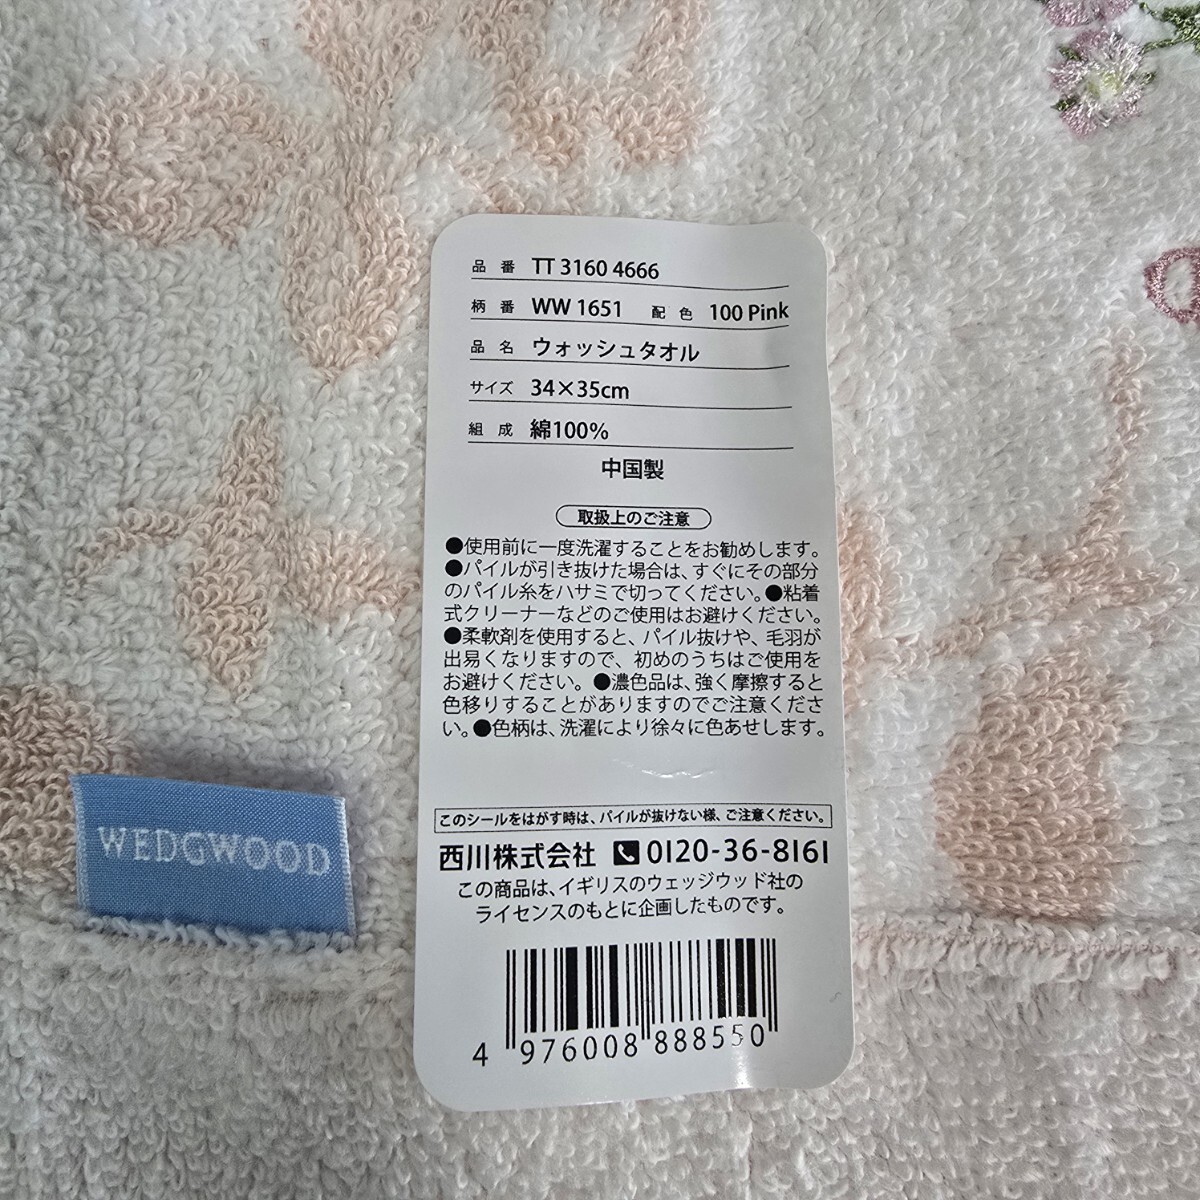 品番 TT 3160 4666
柄番 WW 1651 配色 100 Pink
品名 ウォッシュタオル
サイズ 34×35cm
組成 綿100%
中国製
取扱上のご注意
●使用前に一度洗濯することをお勧めします。
●パイルが引き抜けた場合は、すぐにその部分
のパイル糸をハサミで切ってください。●粘着
式クリーナーなどのご使用はお避けください。
●柔軟剤を使用すると、パイル抜けや、毛羽が
出易くなりますので、初めのうちはご使用を
お避けください。●濃色品は、強く摩擦すると
色移りすることがありますのでご注意くださ
い。●色柄は、洗濯により徐々に色あせします。
このシールをはがす時は、パイルが抜けない様、ご注意ください。
西川株式会社 0120-36-8161
この商品は、イギリスのウェッジウッド社の
ライセンスのもとに企画したものです。
4 976008 888550
WEDGWOOD